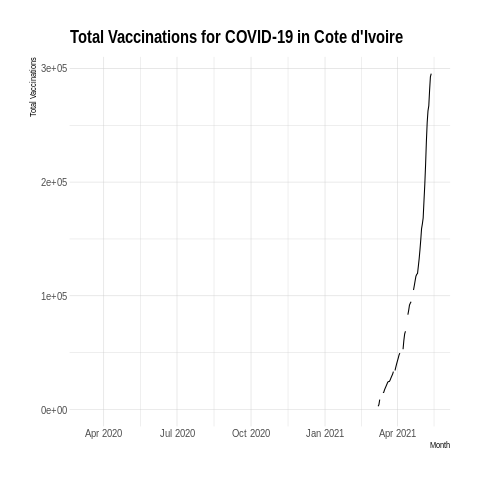 Total Vaccinations for COVID-19 in Cote d'Ivoire
Total Vaccinations
3e+05
2e+05
1e+05
0e+00
Apr 2020 Jul 2020 Oct 2020 Jan 2021 Apr 2021
Month